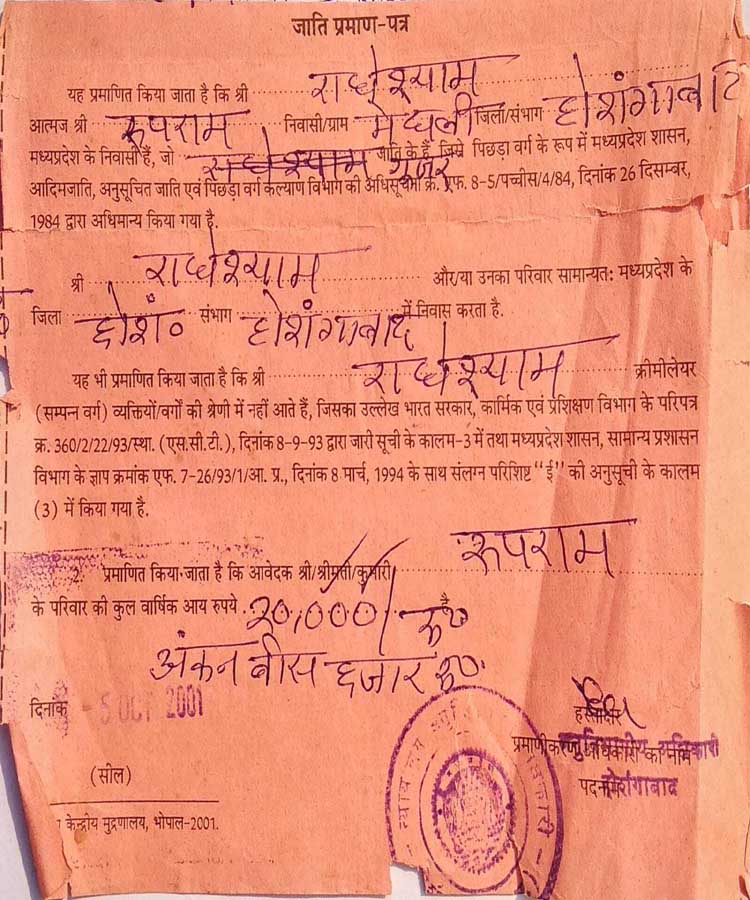 जाति प्रमाण-पत्र
यह प्रमाणित किया जाता है कि श्री राधेश्याम
आत्मज श्री रूपराम निवासी/ग्राम मेघली जिला/संभाग होशंगाबाद
मध्यप्रदेश के निवासी हैं, जो राधेश्याम गूजर जाति के हैं, जिसे पिछड़ा वर्ग के रूप में मध्यप्रदेश शासन,
आदिमजाति, अनुसूचित जाति एवं पिछड़ा वर्ग कल्याण विभाग की अधिसूचना क्र. एफ. 8-5/पच्चीस/4/84, दिनांक 26 दिसम्बर,
1984 द्वारा अधिमान्य किया गया है.
श्री राधेश्याम और/या उनका परिवार सामान्यतः मध्यप्रदेश के
जिला होशं० संभाग होशंगाबाद में निवास करता है.
यह भी प्रमाणित किया जाता है कि श्री राधेश्याम क्रीमीलेयर
(सम्पन्न वर्ग) व्यक्तियों/वर्गों की श्रेणी में नहीं आते हैं, जिसका उल्लेख भारत सरकार, कार्मिक एवं प्रशिक्षण विभाग के परिपत्र
क्र. 360/2/22/93/स्था. (एस.सी.टी.), दिनांक 8-9-93 द्वारा जारी सूची के कालम-3 में तथा मध्यप्रदेश शासन, सामान्य प्रशासन
विभाग के ज्ञाप क्रमांक एफ. 7-26/93/1/आ. प्र., दिनांक 8 मार्च, 1994 के साथ संलग्न परिशिष्ट "ई" की अनुसूची के कालम
(3) में किया गया है.
2. प्रमाणित किया जाता है कि आवेदक श्री/श्रीमती/कुमारी रूपराम
के परिवार की कुल वार्षिक आय रुपये 20,000/ रु० है
अंकन बीस हजार रु०.
दिनांक - 5 OCT 2001
हस्ताक्षर
प्रमाणीकरण अधिकारी का नाम
(सील) पदनाम होशंगाबाद
केन्द्रीय मुद्रणालय, भोपाल-2001.